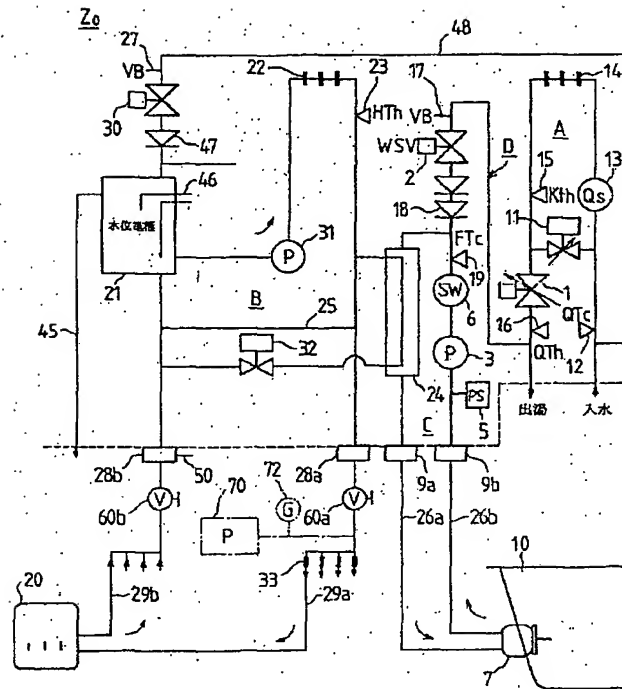 Zo
48
27
VB
30
47
22
23
HTh
17
VB
WSV
2
18
D
14
A
15
Kth
13
Qs
11
46
水位電極
21
31
P
FTc
19
SW
6
1
16
QTc
QTh
12
B
25
45
32
P
3
24
PS
5
C
出湯
入水
28b
50
28a
9a
9b
60b
V
70
P
72
G
60a
V
26a
26b
10
20
29b
33
29a
7